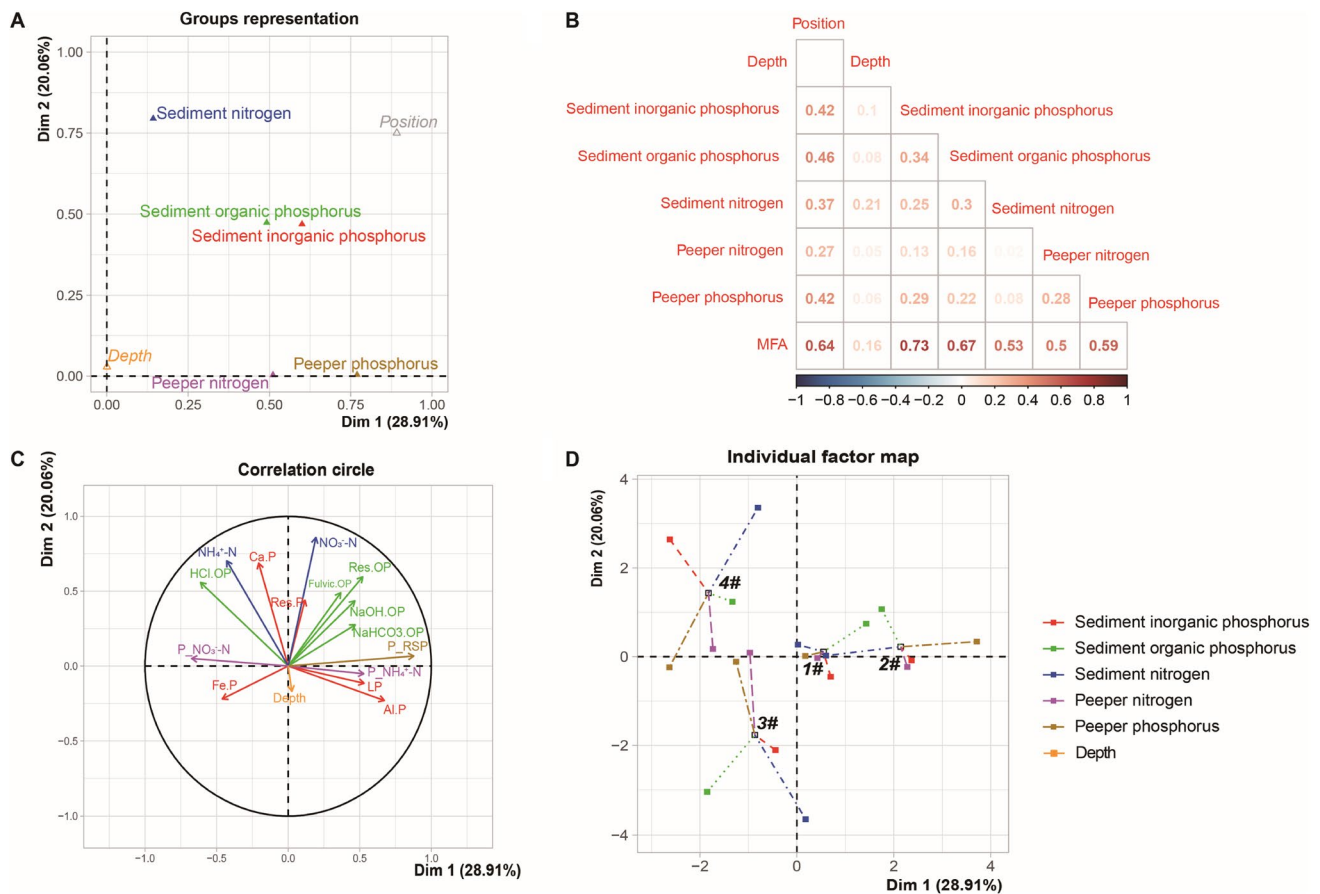 A
Groups representation
Dim 2 (20.06%)
1.00
0.75
0.50
0.25
0.00
Sediment nitrogen
Position
Sediment organic phosphorus
Sediment inorganic phosphorus
Depth
Peeper phosphorus
Peeper nitrogen
0.00 0.25 0.50 0.75 1.00
Dim 1 (28.91%)
B
Position
Depth Depth
Sediment inorganic phosphorus 0.42 0.1 Sediment inorganic phosphorus
Sediment organic phosphorus 0.46 0.08 0.34 Sediment organic phosphorus
Sediment nitrogen 0.37 0.21 0.25 0.3 Sediment nitrogen
Peeper nitrogen 0.27 0.05 0.13 0.16 0.02 Peeper nitrogen
Peeper phosphorus 0.42 0.06 0.29 0.22 0.08 0.28 Peeper phosphorus
MFA 0.64 0.16 0.73 0.67 0.53 0.5 0.59
−1 −0.8 −0.6 −0.4 −0.2 0 0.2 0.4 0.6 0.8 1
C
Correlation circle
Dim 2 (20.06%)
1.0
0.5
0.0
−0.5
−1.0
NH₄⁺-N
Ca.P
NO₃⁻-N
HCl.OP
Res.OP
Fulvic.OP
Res.P
NaOH.OP
NaHCO3.OP
P_NO₃⁻-N
P_RSP
P_NH₄⁺-N
Fe.P
LP
Depth
Al.P
−1.0 −0.5 0.0 0.5 1.0
Dim 1 (28.91%)
D
Individual factor map
Dim 2 (20.06%)
4
2
0
−2
−4
4#
1#
2#
3#
−2 0 2 4
Dim 1 (28.91%)
Sediment inorganic phosphorus
Sediment organic phosphorus
Sediment nitrogen
Peeper nitrogen
Peeper phosphorus
Depth